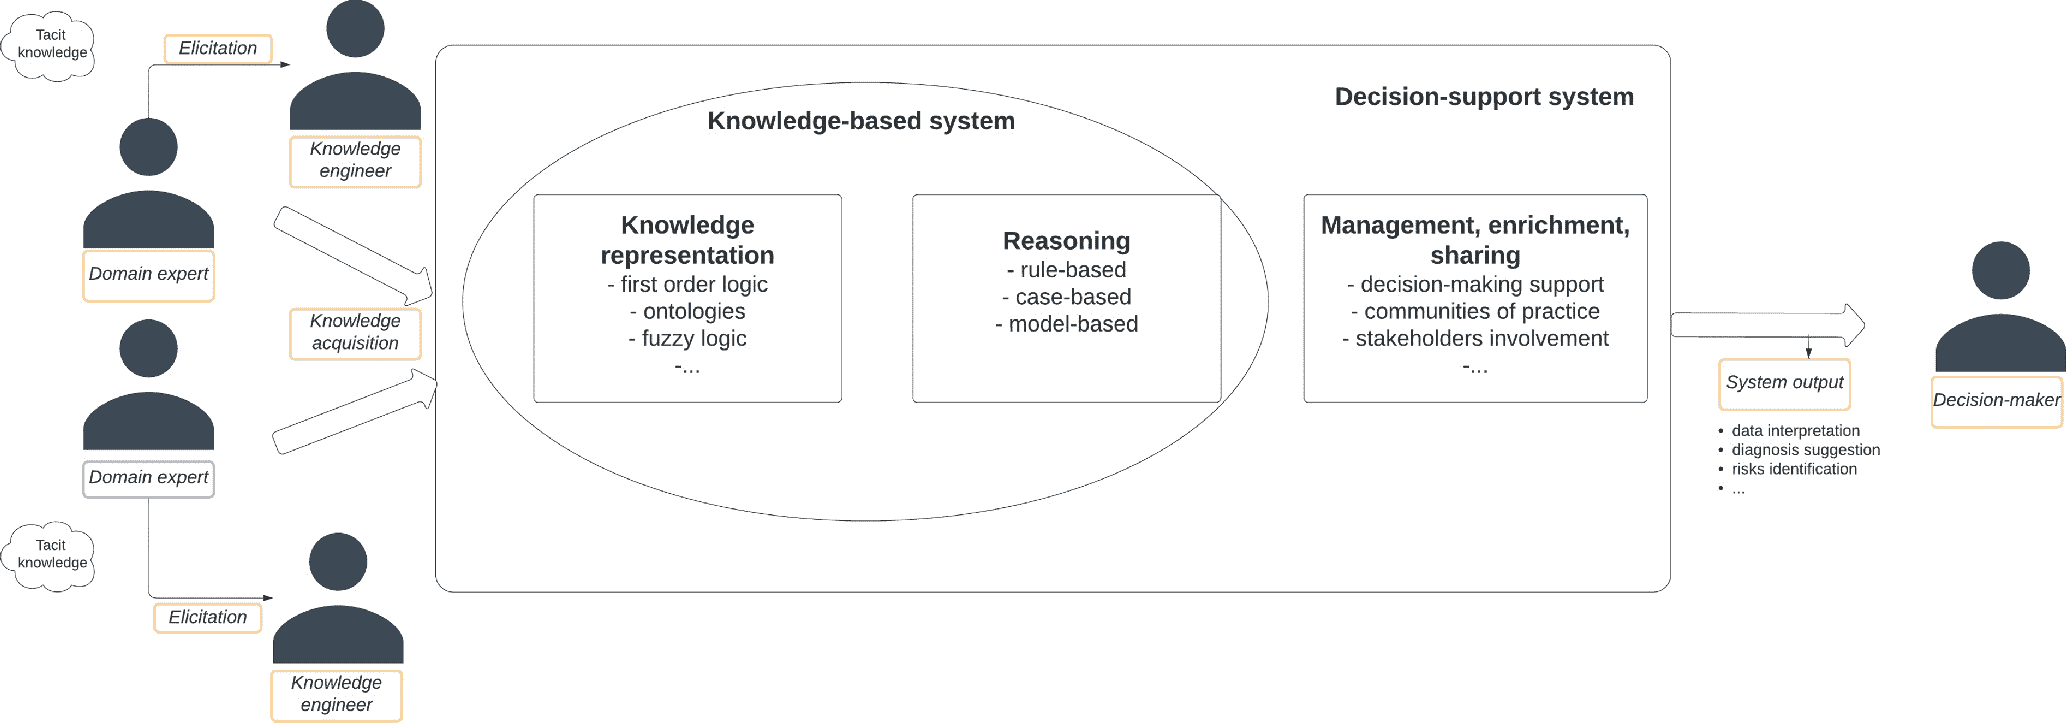 Tacit
knowledge
Elicitation
Knowledge
engineer
Domain expert
Knowledge
acquisition
Domain expert
Tacit
knowledge
Elicitation
Knowledge
engineer
Decision-support system
Knowledge-based system
Knowledge
representation
- first order logic
- ontologies
- fuzzy logic
-...
Reasoning
- rule-based
- case-based
- model-based
Management, enrichment,
sharing
- decision-making support
- communities of practice
- stakeholders involvement
-...
System output
• data interpretation
• diagnosis suggestion
• risks identification
• ...
Decision-maker